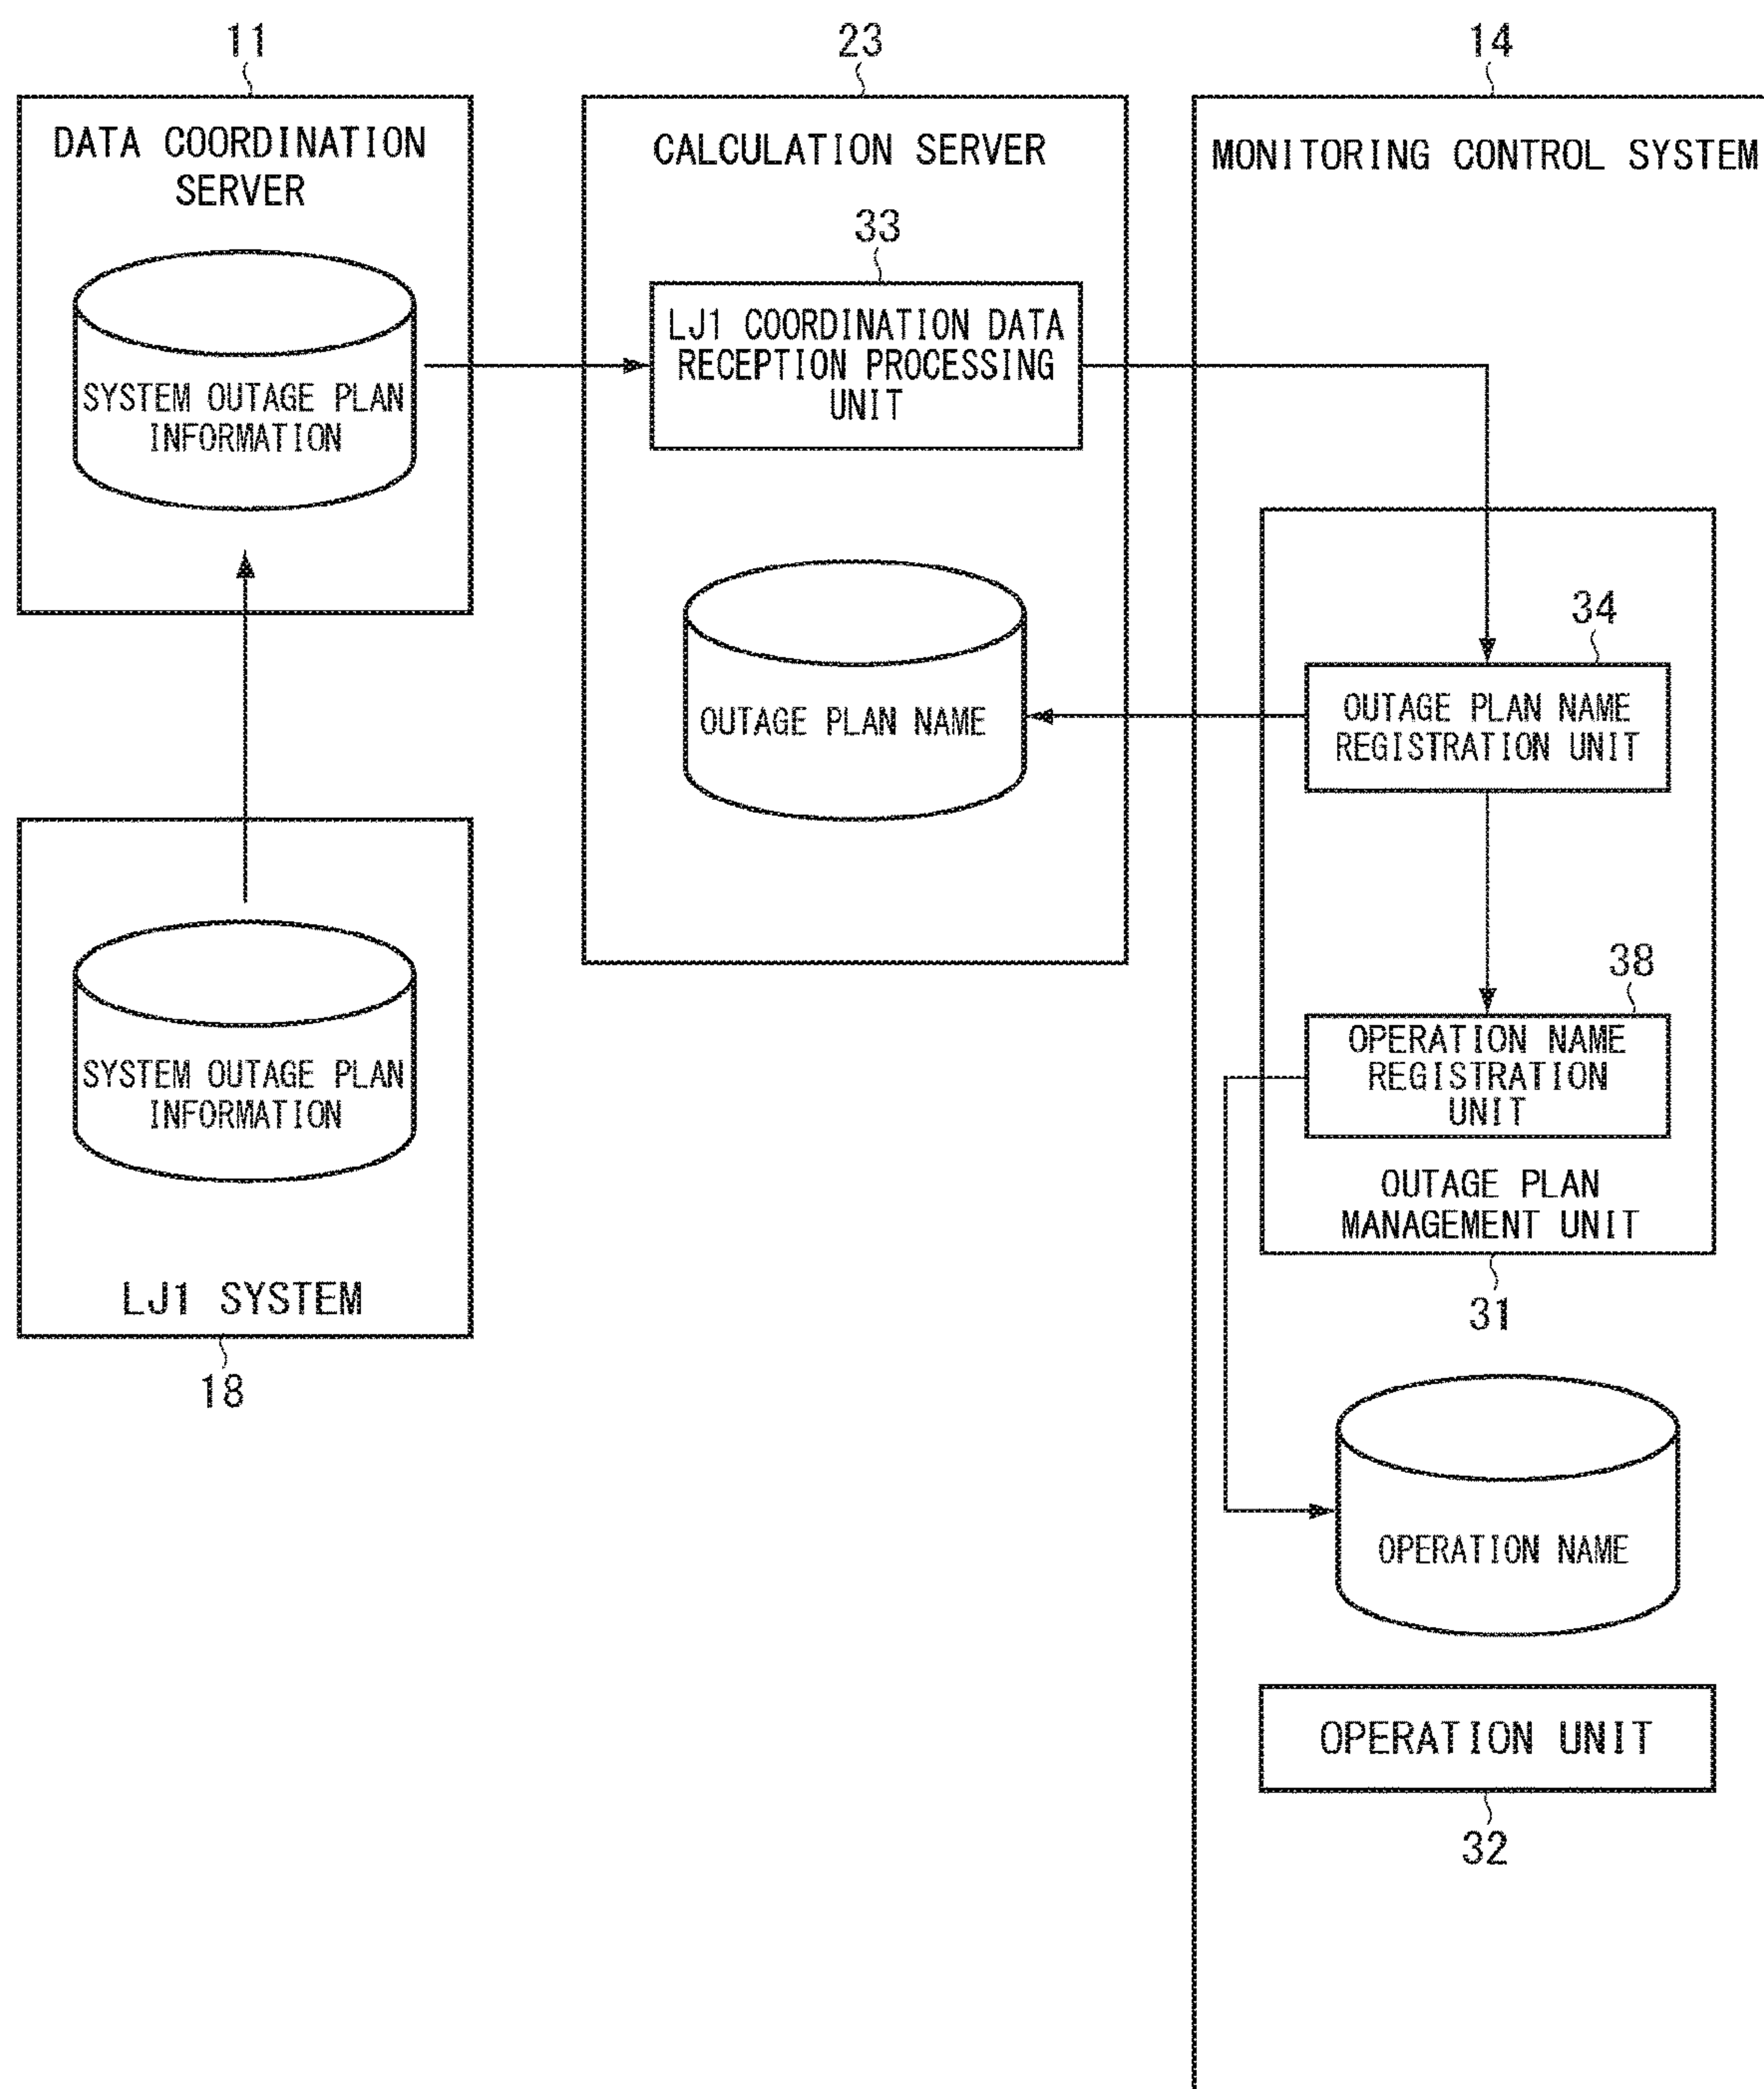 11
DATA COORDINATION
SERVER
SYSTEM OUTAGE PLAN
INFORMATION
SYSTEM OUTAGE PLAN
INFORMATION
LJ1 SYSTEM
18
23
CALCULATION SERVER
33
LJ1 COORDINATION DATA
RECEPTION PROCESSING
UNIT
OUTAGE PLAN NAME
14
MONITORING CONTROL SYSTEM
34
OUTAGE PLAN NAME
REGISTRATION UNIT
38
OPERATION NAME
REGISTRATION
UNIT
OUTAGE PLAN
MANAGEMENT UNIT
31
OPERATION NAME
OPERATION UNIT
32